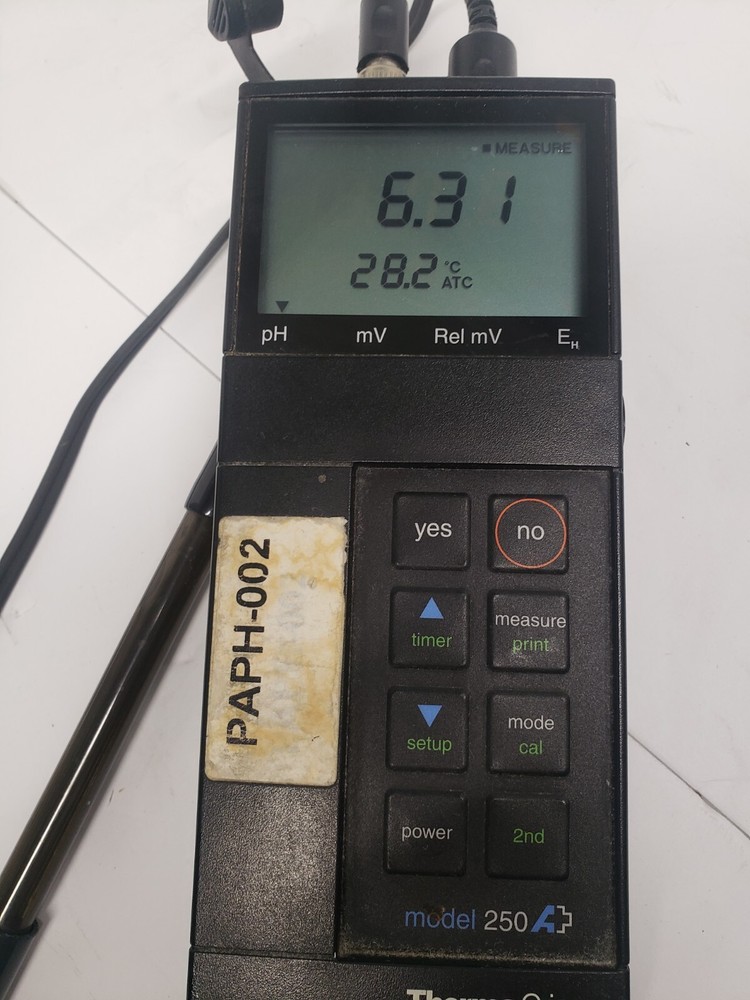 MEASURE
6.31
28.2 °C
ATC
pH mV Rel mV EH
PAPH-002
yes no
timer measure
print
setup mode
cal
power 2nd
model 250 A+